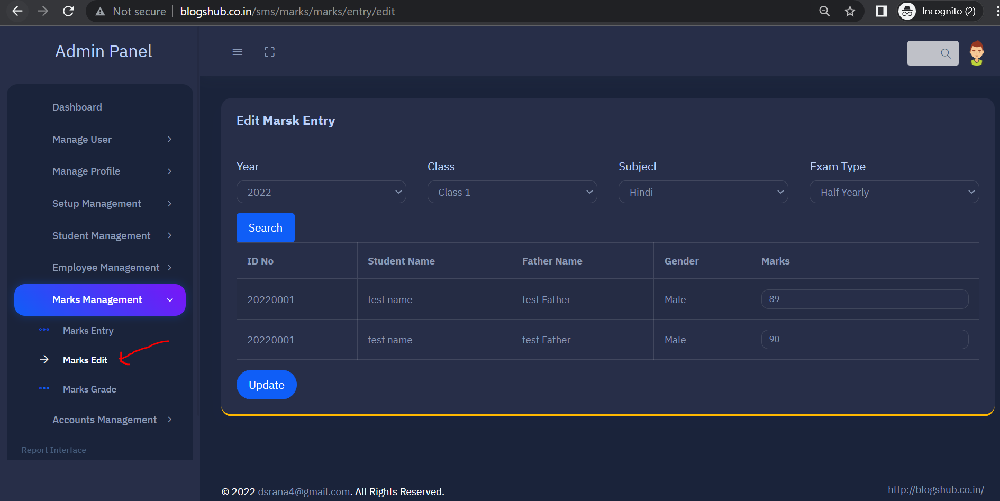 Not secure blogshub.co.in/sms/marks/marks/entry/edit Incognito (2)
Admin Panel
Dashboard
Manage User
Manage Profile
Setup Management
Student Management
Employee Management
Marks Management
Marks Entry
Marks Edit
Marks Grade
Accounts Management
Report Interface
Edit Marsk Entry
Year Class Subject Exam Type
2022 Class 1 Hindi Half Yearly
Search
ID No Student Name Father Name Gender Marks
20220001 test name test Father Male 89
20220001 test name test Father Male 90
Update
© 2022 dsrana4@gmail.com. All Rights Reserved.
http://blogshub.co.in/